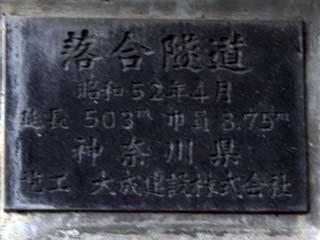 落合隧道
昭和52年4月
延長 503m 巾員 8.75m
神奈川県
施工 大成建設株式会社